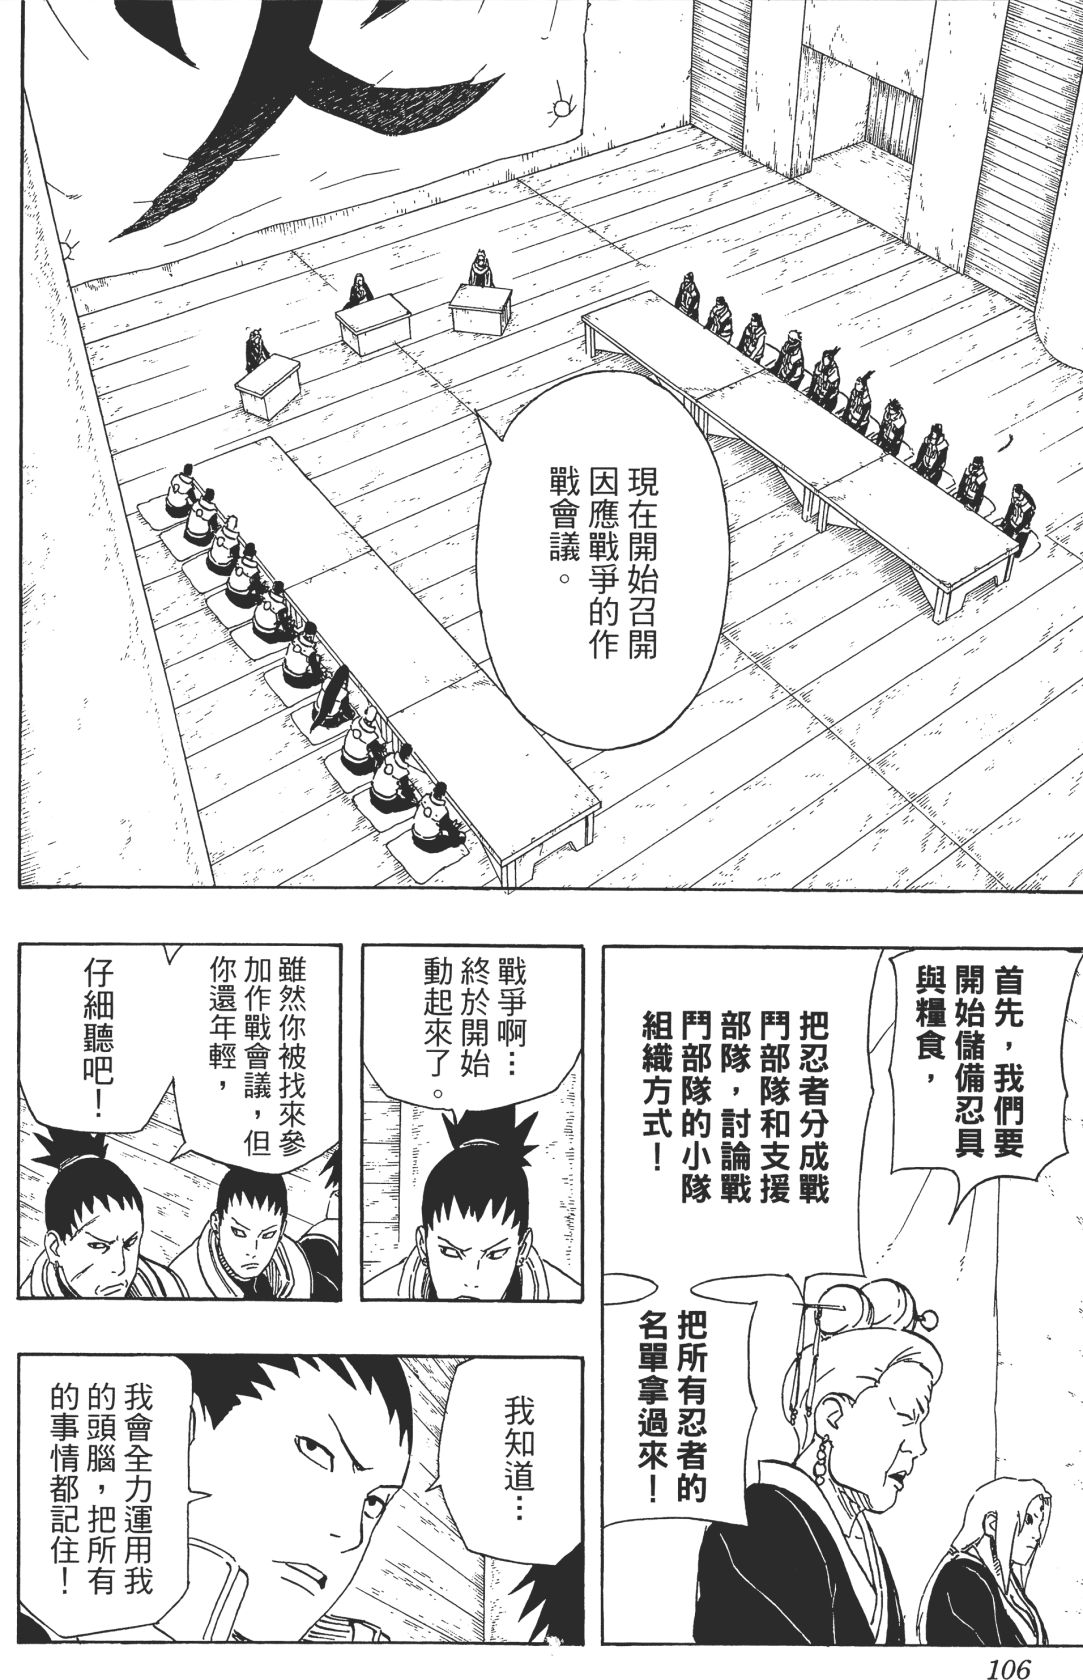 現在開始召開
因應戰爭的作
戰會議。
首先，我們要
開始儲備忍具
與糧食，
把忍者分成戰
鬥部隊和支援
部隊，討論戰
鬥部隊的小隊
組織方式！
把所有忍者的
名單拿過來！
戰爭啊…
終於開始
動起來了。
雖然你被找來參
加作戰會議，但
你還年輕，
仔細聽吧！
我知道…
我會全力運用我
的頭腦，把所有
的事情都記住！
106